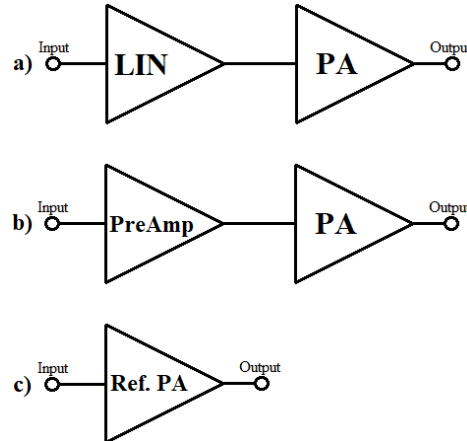 Input
Output
a)
LIN
PA
Input
Output
b)
PreAmp
PA
Input
Output
c)
Ref. PA